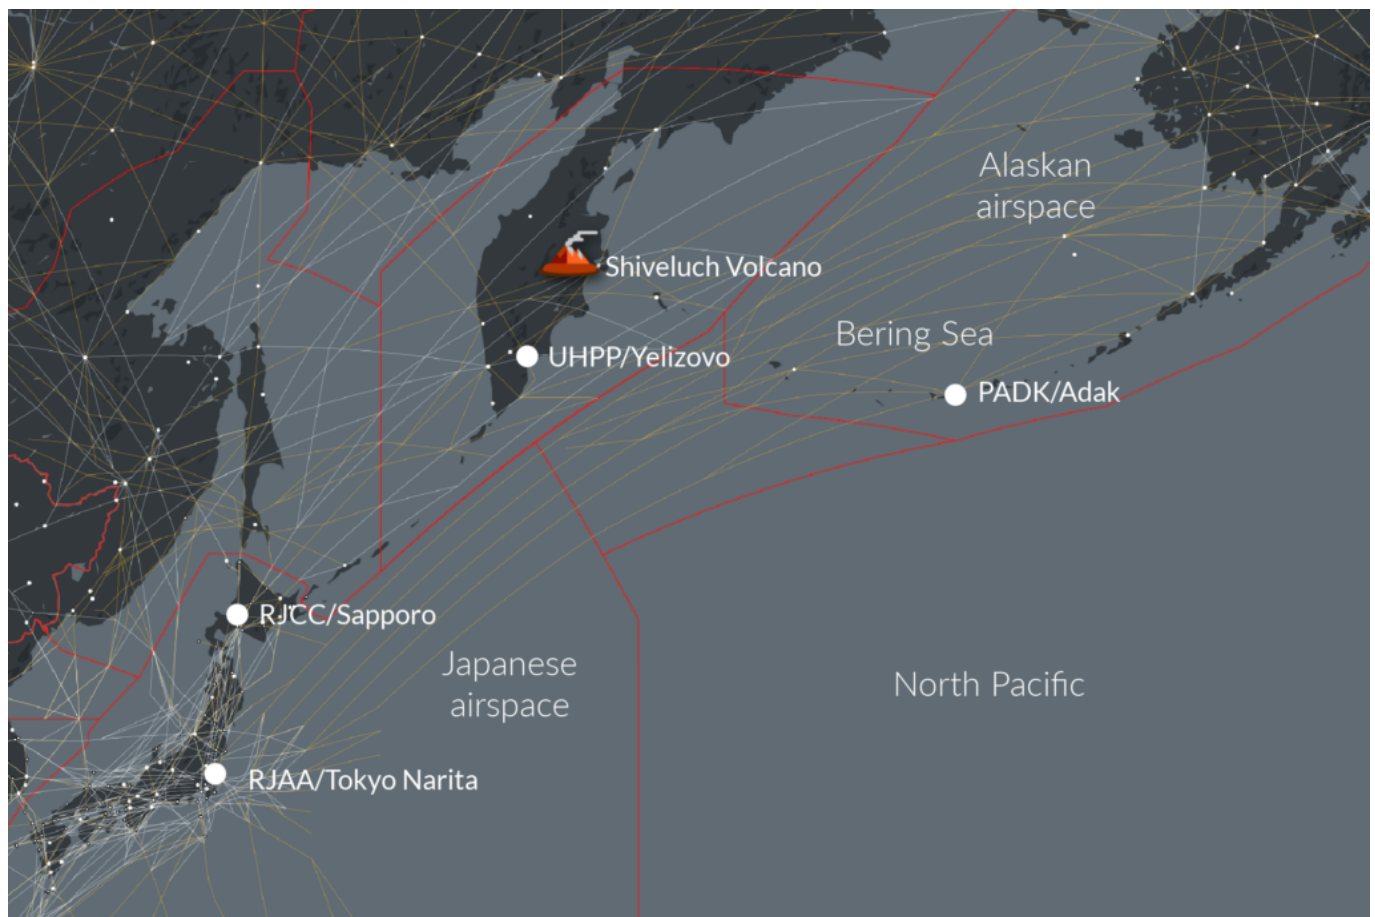 Alaskan
airspace
Shiveluch Volcano
Bering Sea
UHPP/Yelizovo
PADK/Adak
RJCC/Sapporo
Japanese
airspace
North Pacific
RJAA/Tokyo Narita